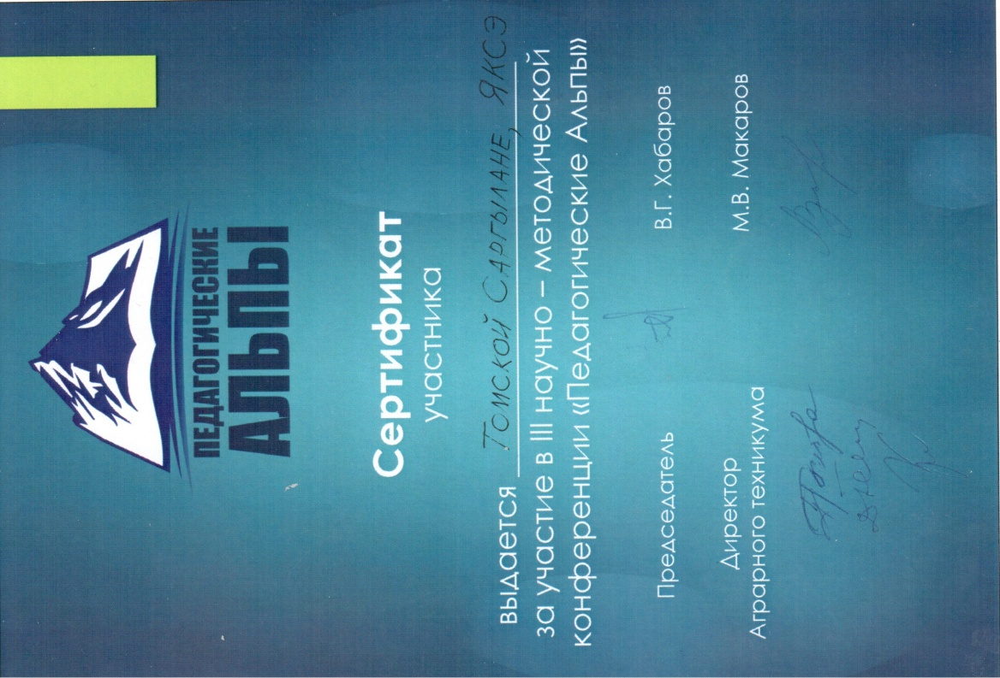 ПЕДАГОГИЧЕСКИЕ
АЛЬПЫ
Сертификат
участника
выдается Томской Саргылане, ЯКСЭ
за участие в III научно – методической
конференции «Педагогические Альпы»
Председатель В.Г. Хабаров
Директор
Аграрного техникума М.В. Макаров